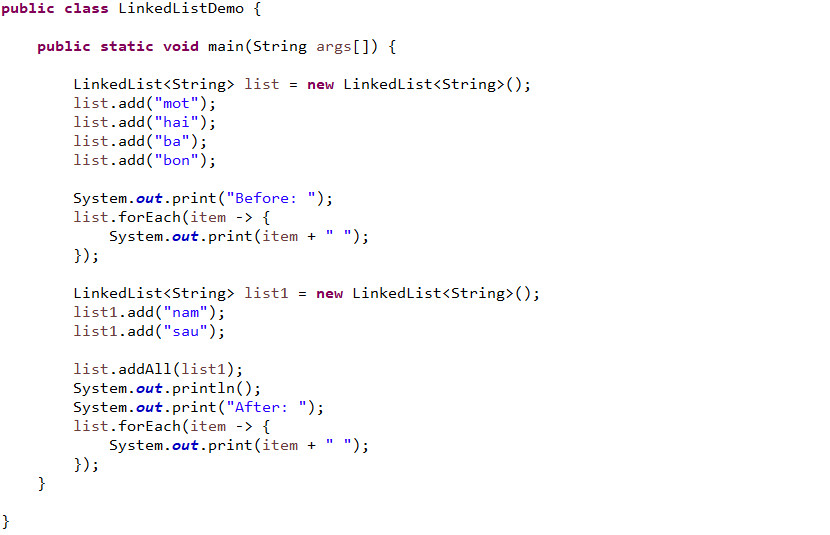 public class LinkedListDemo {
public static void main(String args[]) {
LinkedList<String> list = new LinkedList<String>();
list.add("mot");
list.add("hai");
list.add("ba");
list.add("bon");
System.out.print("Before: ");
list.forEach(item -> {
System.out.print(item + " ");
});
LinkedList<String> list1 = new LinkedList<String>();
list1.add("nam");
list1.add("sau");
list.addAll(list1);
System.out.println();
System.out.print("After: ");
list.forEach(item -> {
System.out.print(item + " ");
});
}
}